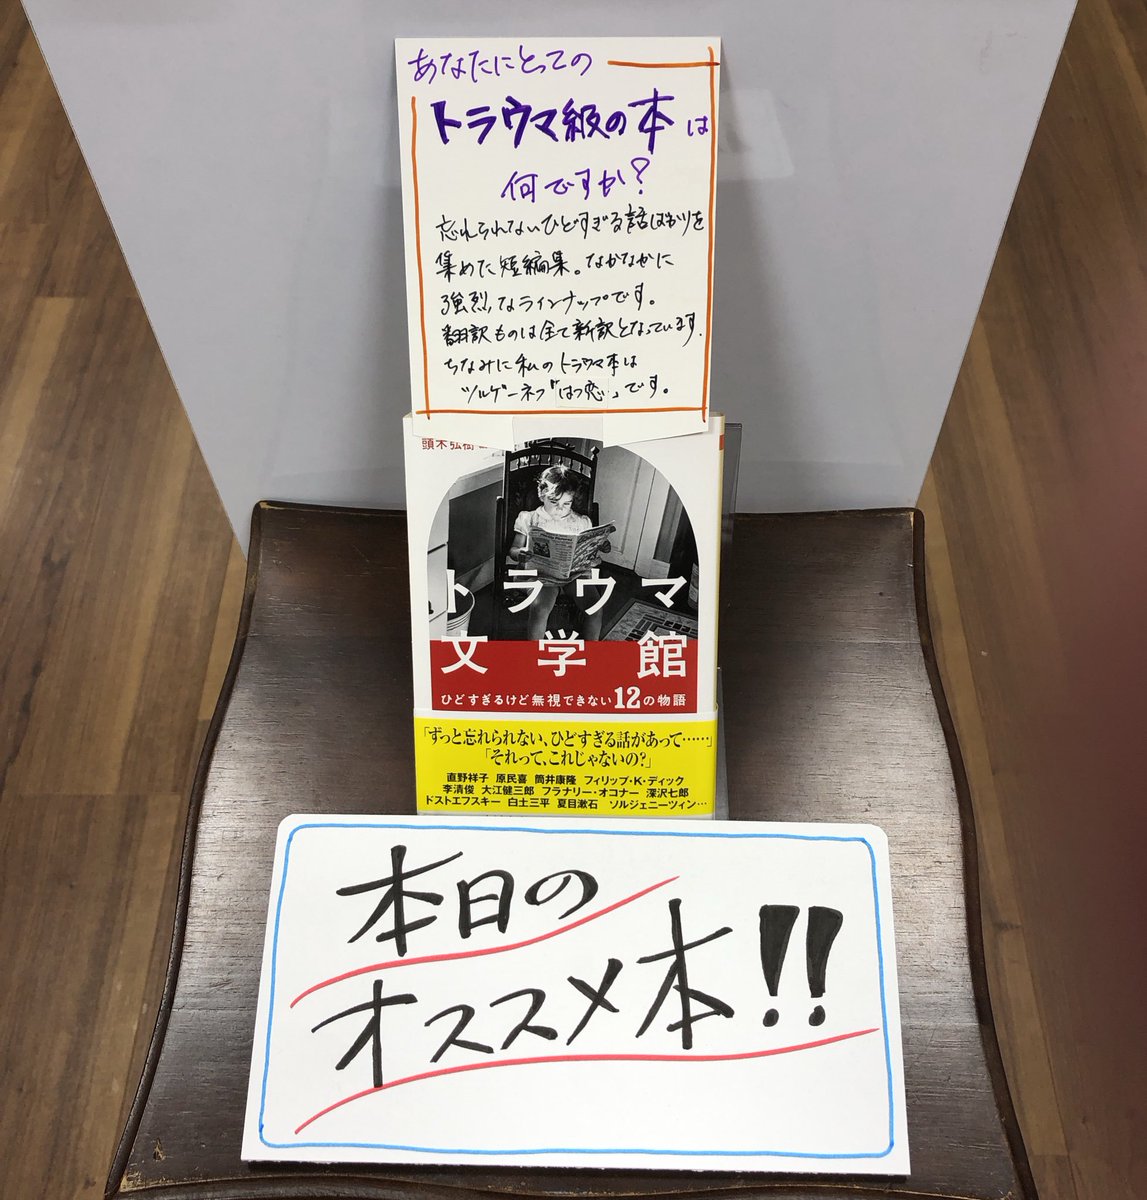 あなたにとっての
トラウマ級の本は
何ですか?
忘れられないひどすぎる話ばかりを
集めた短編集。なかなかに
強烈なラインナップです。
翻訳ものは全て新訳となっています。
ちなみに私のトラウマ本は
ツルゲーネフ「はつ恋」です。
頭木弘樹
トラウマ
文学館
ひどすぎるけど無視できない12の物語
「ずっと忘れられない、ひどすぎる話があって……」
「それって、これじゃないの?」
直野祥子 原民喜 筒井康隆 フィリップ・K・ディック
李清俊 大江健三郎 フラナリー・オコナー 深沢七郎
ドストエフスキー 白土三平 夏目漱石 ソルジェニーツィン…
本日の
オススメ本!!